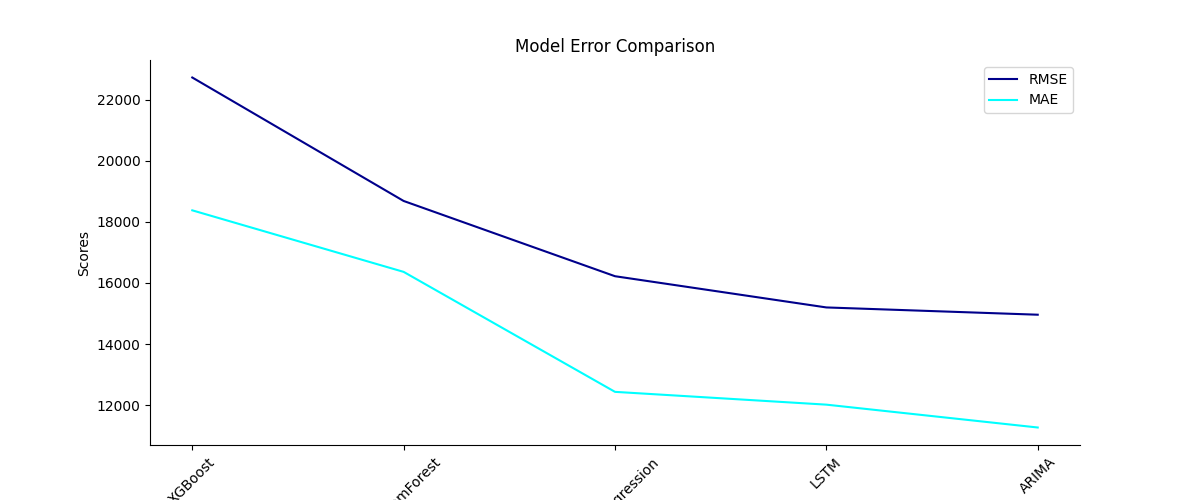 Model Error Comparison
RMSE
MAE
Scores
22000
20000
18000
16000
14000
12000
XGBoost
mForest
gression
LSTM
ARIMA